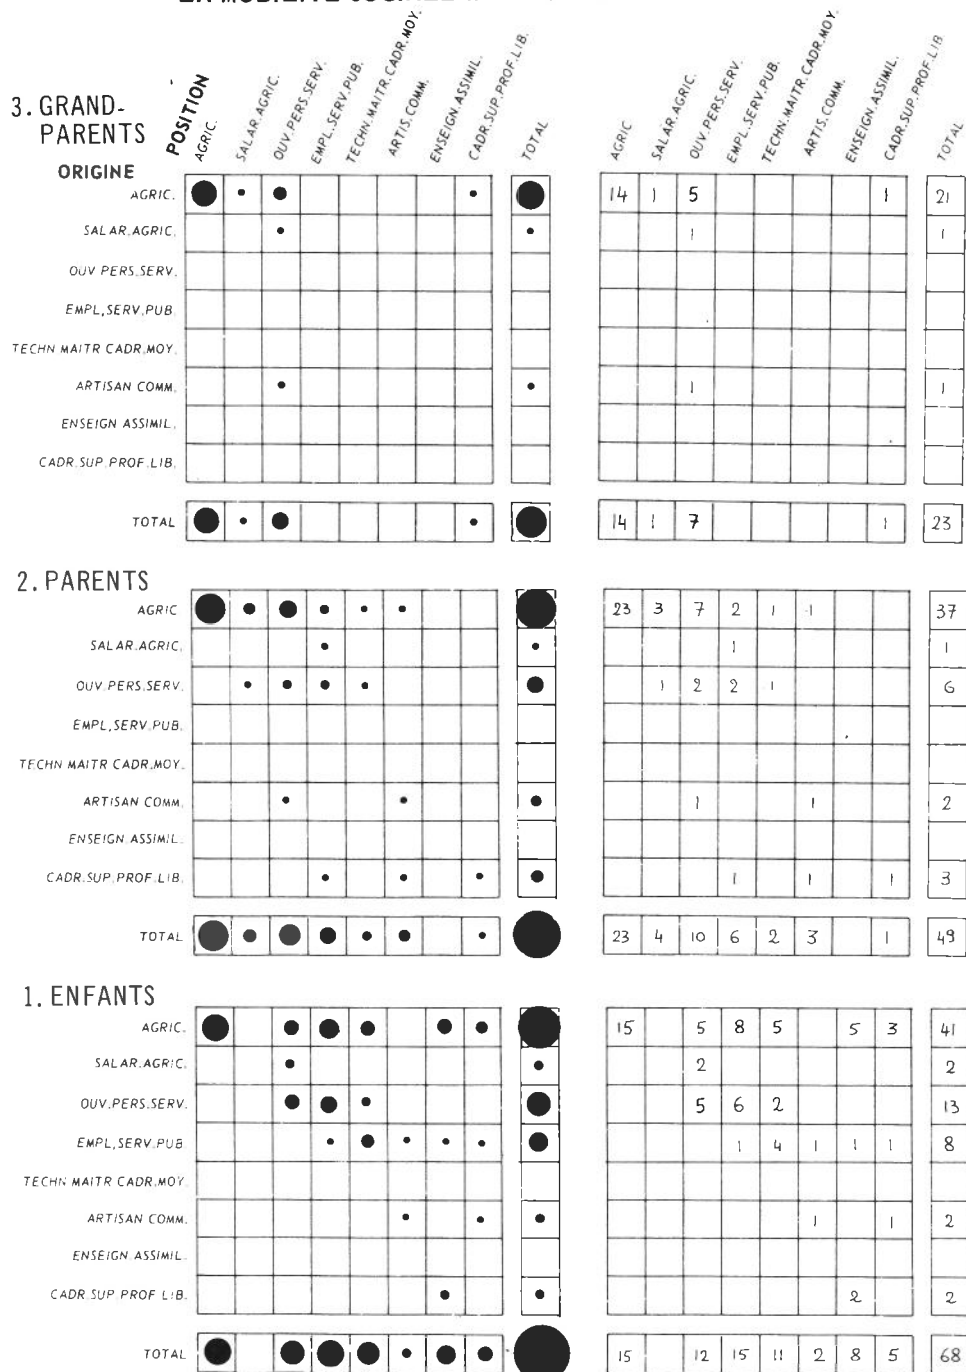 3. GRAND-
PARENTS
ORIGINE
POSITION
AGRIC. SALAR.AGRIC. OUV.PERS.SERV. EMPL.SERV.PUB. TECHN.MAITR.CADR.MOY. ARTIS.COMM. ENSEIGN.ASSIMIL. CADR.SUP.PROF.LIB. TOTAL AGRIC SALAR.AGRIC. OUV.PERS.SERV. EMPL.SERV.PUB. TECHN.MAITR.CADR.MOY. ARTIS.COMM. ENSEIGN.ASSIMIL. CADR.SUP.PROF.LIB TOTAL
AGRIC. 14 1 5 1 21
SALAR.AGRIC. 1 1
OUV PERS.SERV.
EMPL,SERV.PUB
TECHN MAITR CADR.MOY.
ARTISAN COMM. 1 1
ENSEIGN ASSIMIL.
CADR.SUP.PROF.LIB.
TOTAL 14 1 7 1 23
2. PARENTS
AGRIC 23 3 7 2 1 1 37
SALAR.AGRIC. 1 1
OUV.PERS.SERV. 1 2 2 1 6
EMPL,SERV.PUB.
TECHN MAITR CADR.MOY.
ARTISAN COMM. 1 1 2
ENSEIGN.ASSIMIL.
CADR.SUP.PROF.LIB. 1 1 1 3
TOTAL 23 4 10 6 2 3 1 49
1. ENFANTS
AGRIC. 15 5 8 5 5 3 41
SALAR.AGRIC. 2 2
OUV.PERS.SERV. 5 6 2 13
EMPL,SERV.PUB 1 4 1 1 1 8
TECHN MAITR CADR.MOY.
ARTISAN COMM. 1 1 2
ENSEIGN ASSIMIL.
CADR.SUP PROF LIB. 2 2
TOTAL 15 12 15 11 2 8 5 68